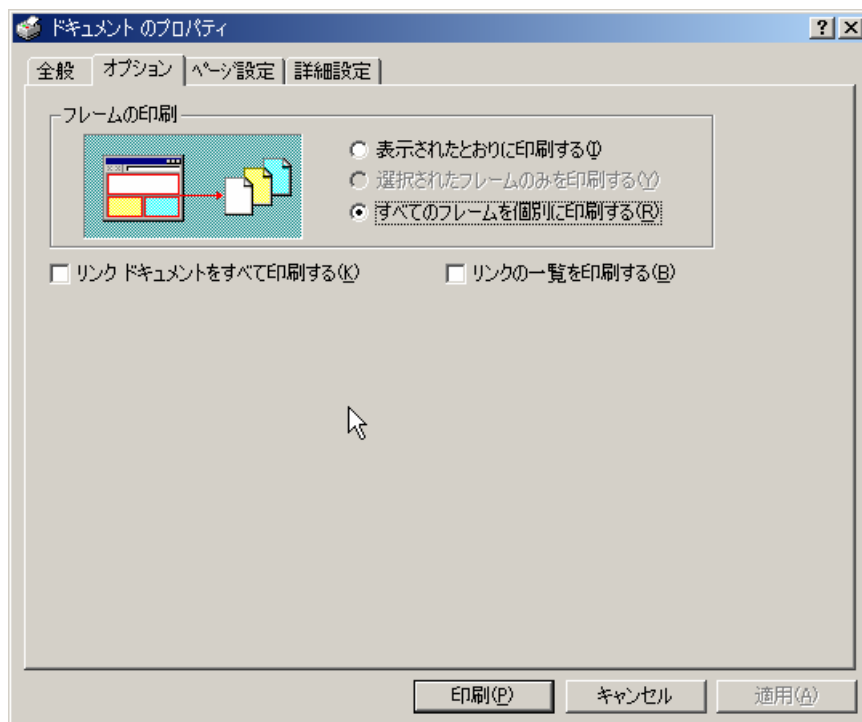 ドキュメント のプロパティ
全般 オプション ページ設定 詳細設定
フレームの印刷
表示されたとおりに印刷する(I)
選択されたフレームのみを印刷する(Y)
すべてのフレームを個別に印刷する(R)
リンク ドキュメントをすべて印刷する(K) リンクの一覧を印刷する(B)
印刷(P) キャンセル 適用(A)